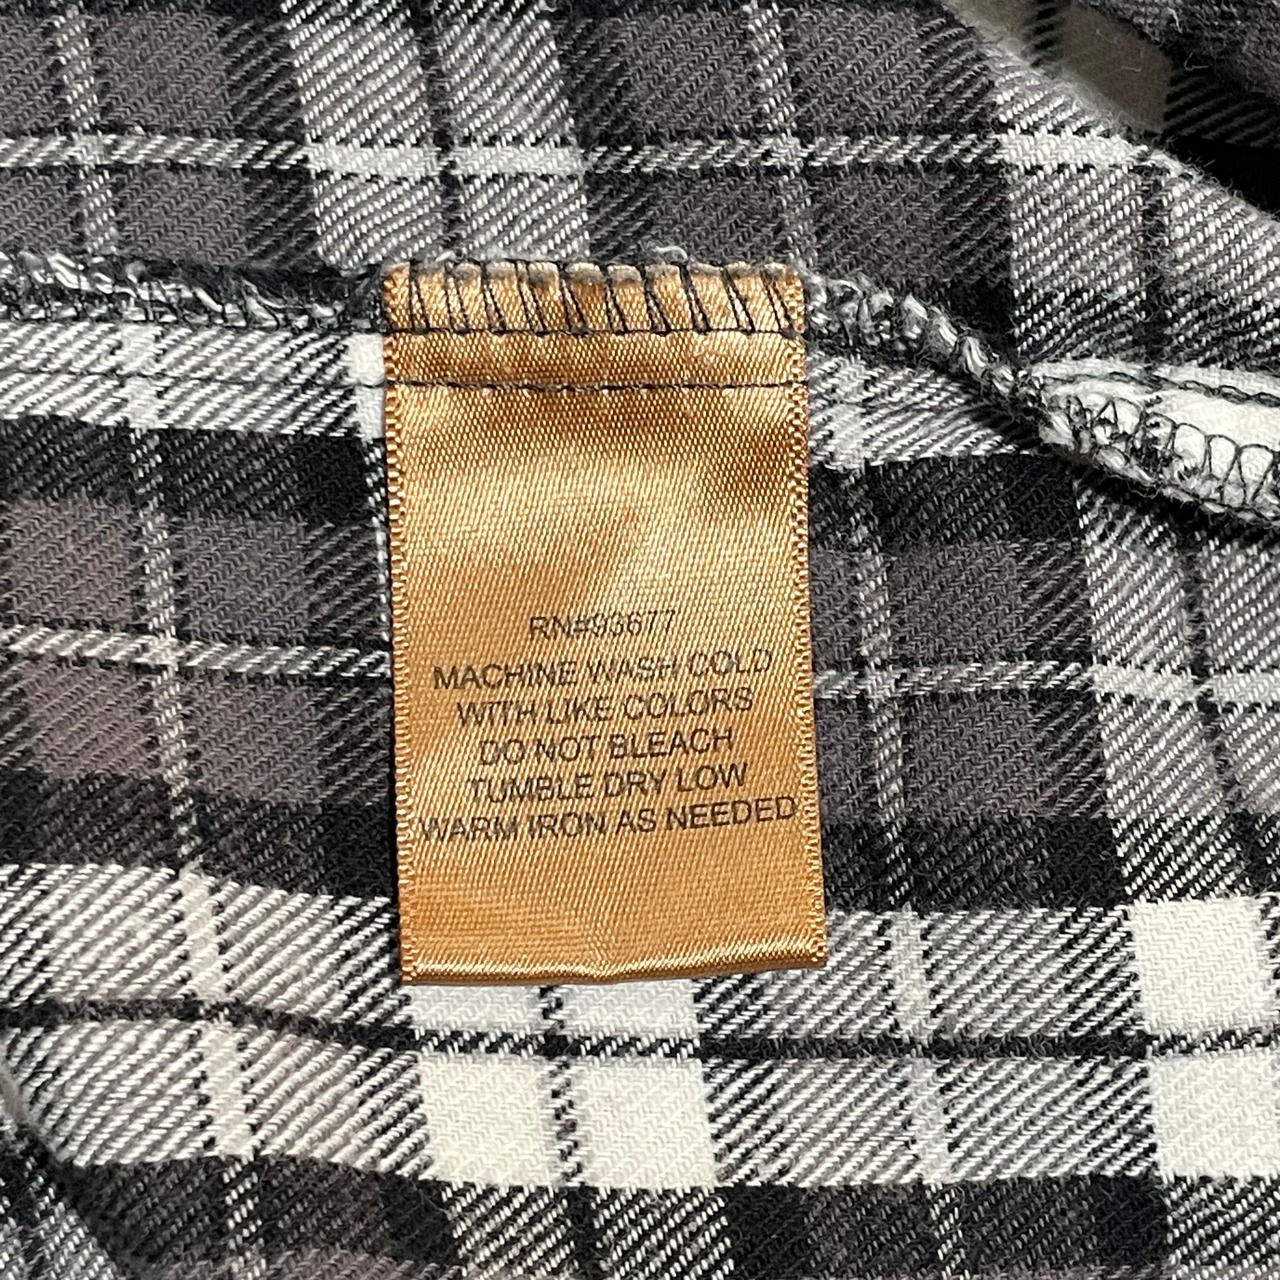 RN#93677
MACHINE WASH COLD
WITH LIKE COLORS
DO NOT BLEACH
TUMBLE DRY LOW
WARM IRON AS NEEDED